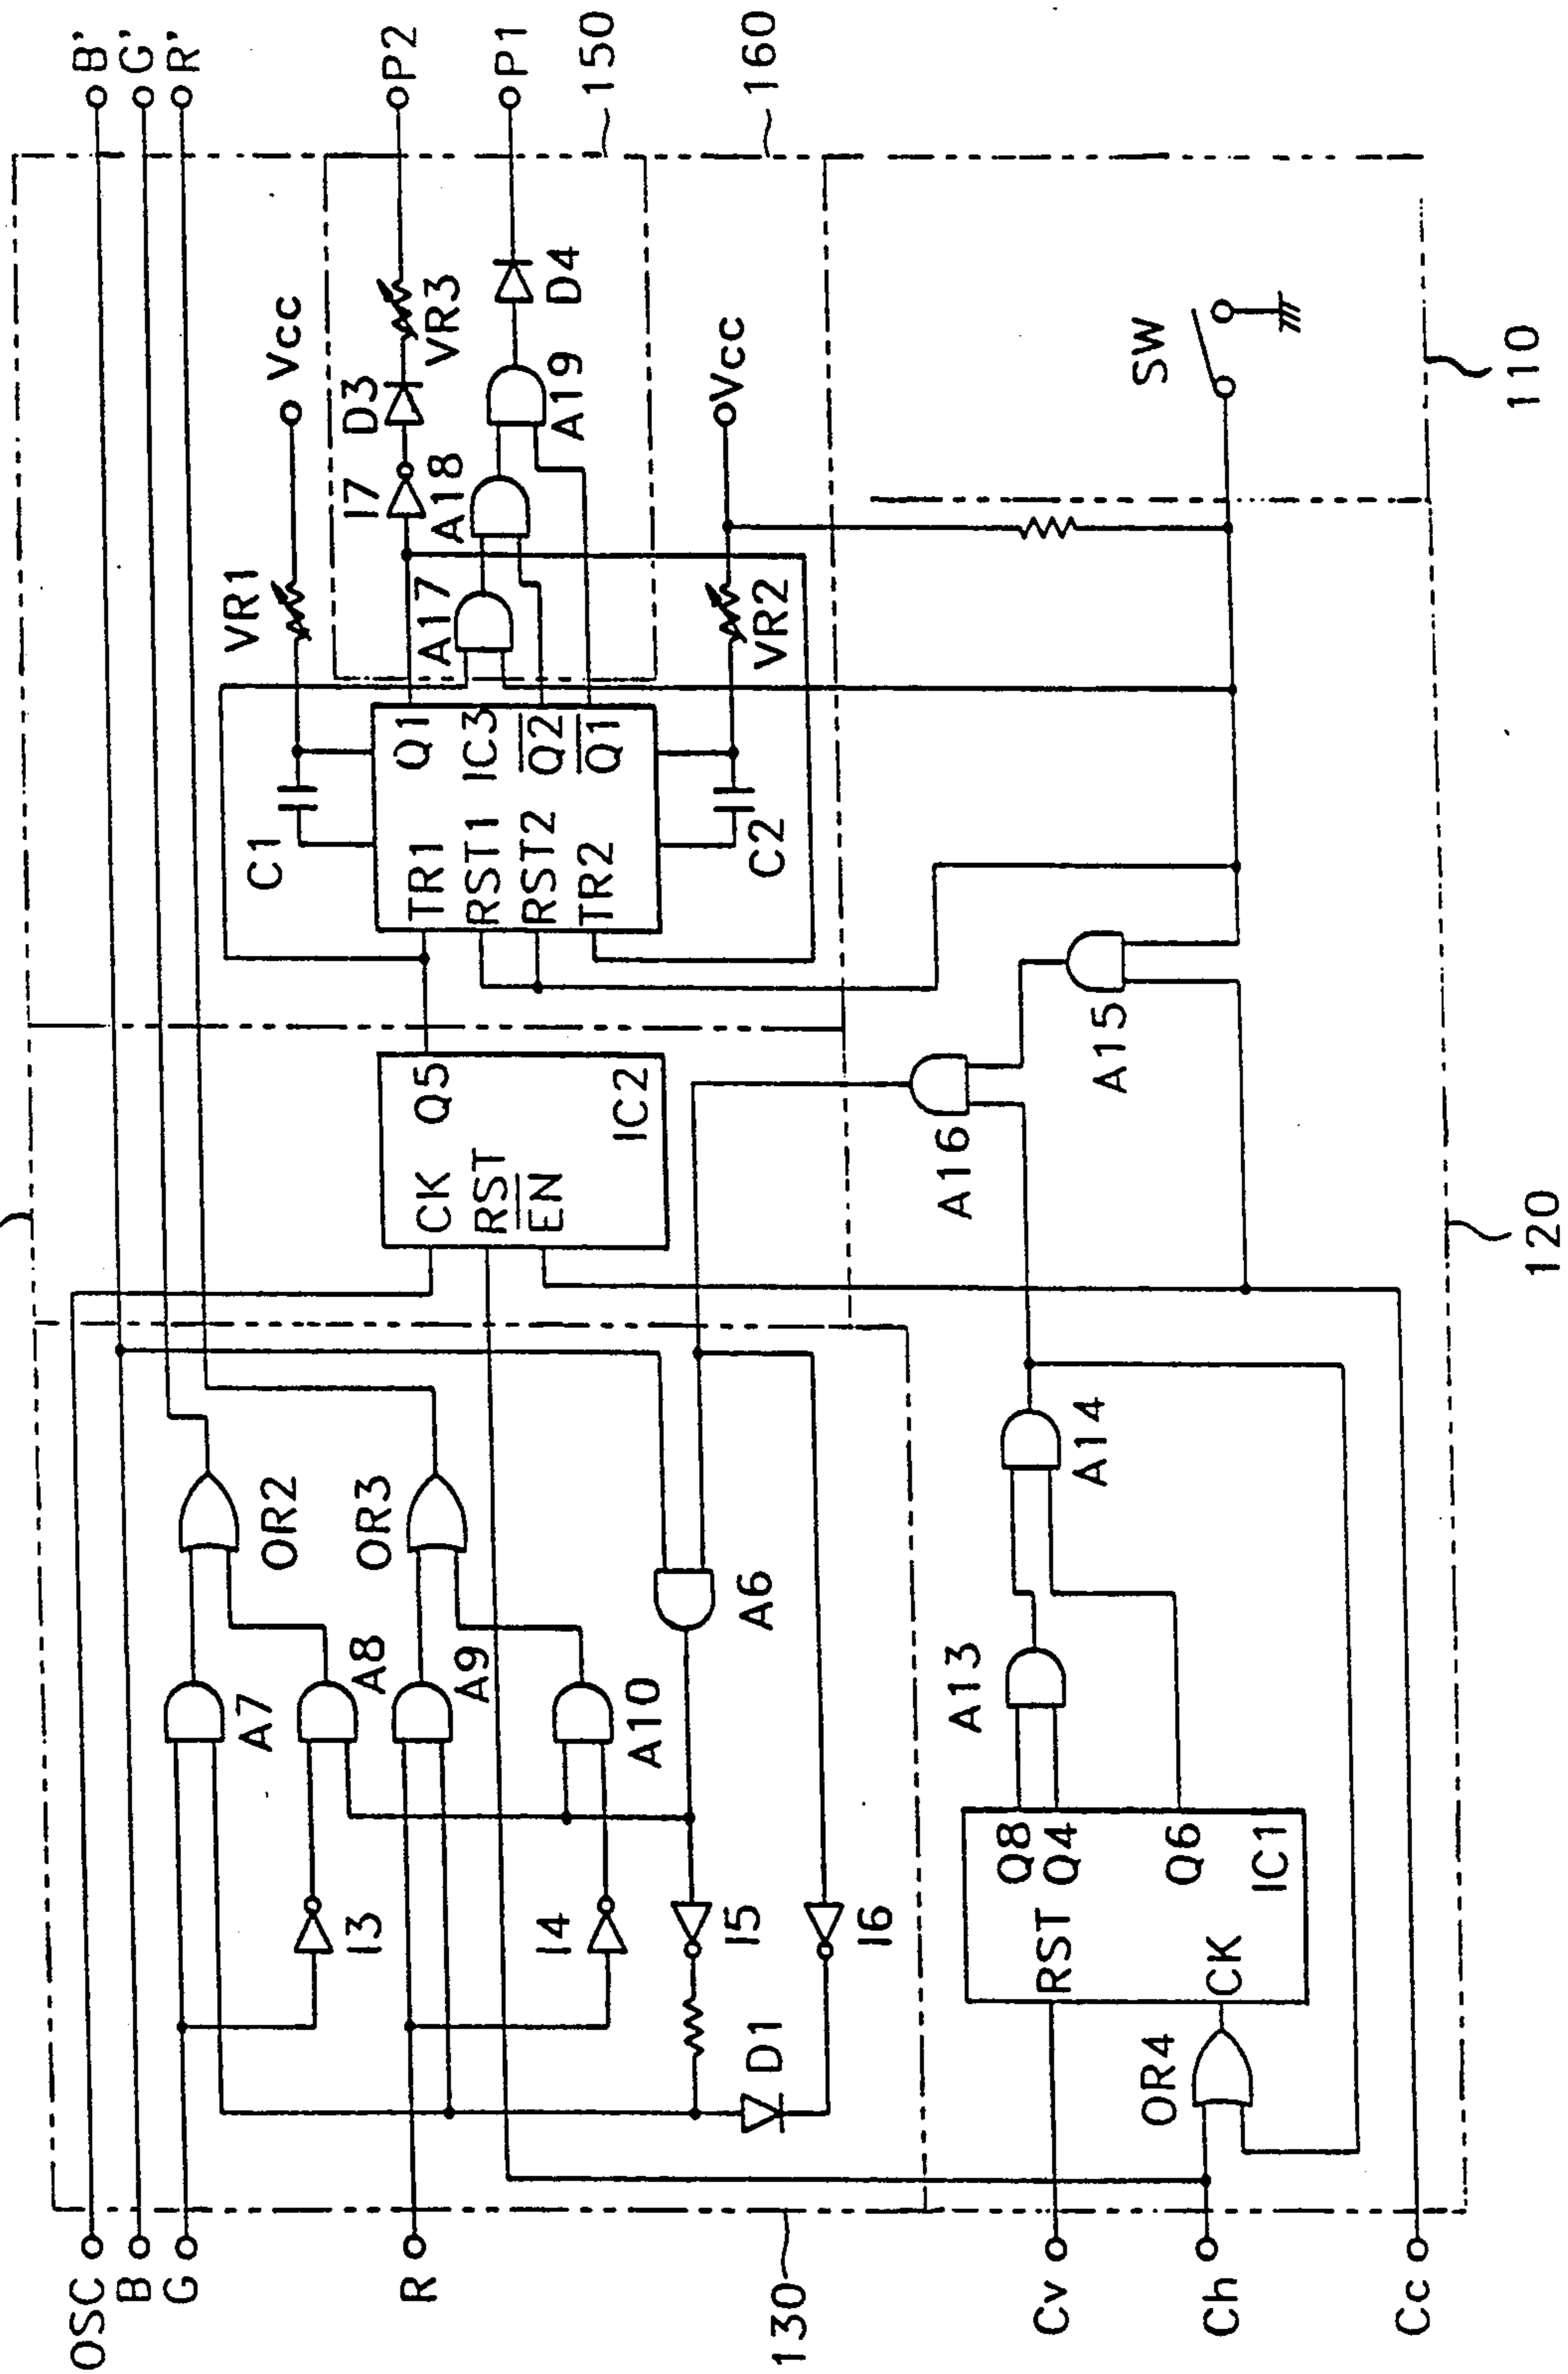 OSC
B
G
R
Cv
Ch
Cc
130
I3
I4
I5
I6
D1
A7
A8
A9
A10
A6
OR2
OR3
OR4
RST
CK
Q8
Q4
Q6
IC1
A13
A14
CK
RST
EN
Q5
IC2
A16
A15
120
TR1
RST1
RST2
TR2
Q1
IC3
Q2
Q1
C1
C2
VR1
VR2
Vcc
Vcc
A17
A18
A19
I7
D3
VR3
D4
SW
110
150
160
B'
G'
R'
P2
P1